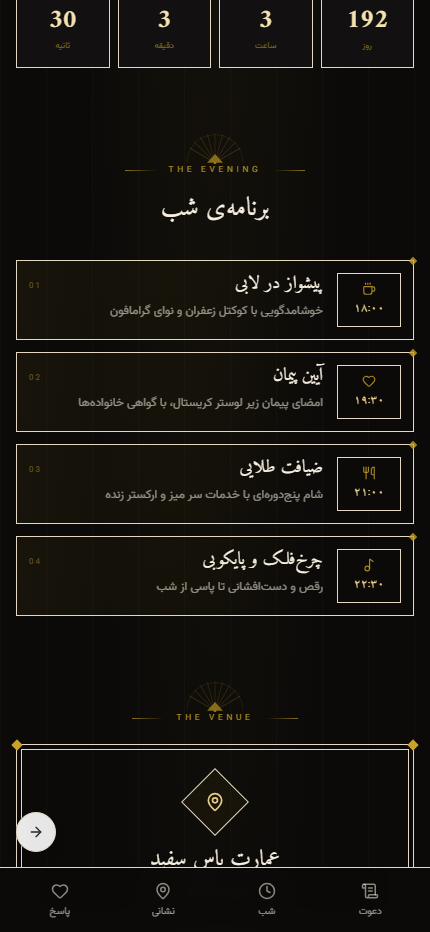 192
روز
3
ساعت
3
دقیقه
30
ثانیه
THE EVENING
برنامه‌ی شب
پیشواز در لابی
01
خوشامدگویی با کوکتل زعفران و نوای گرامافون
۱۸:۰۰
آیین پیمان
02
امضای پیمان زیر لوستر کریستال، با گواهی خانواده‌ها
۱۹:۳۰
ضیافت طلایی
03
شام پنج‌دوره‌ای با خدمات سر میز و ارکستر زنده
۲۱:۰۰
چرخ‌فلک و پایکوبی
04
رقص و دست‌افشانی تا پاسی از شب
۲۲:۳۰
THE VENUE
عمارت یاس سفید
دعوت
شب
نشانی
پاسخ